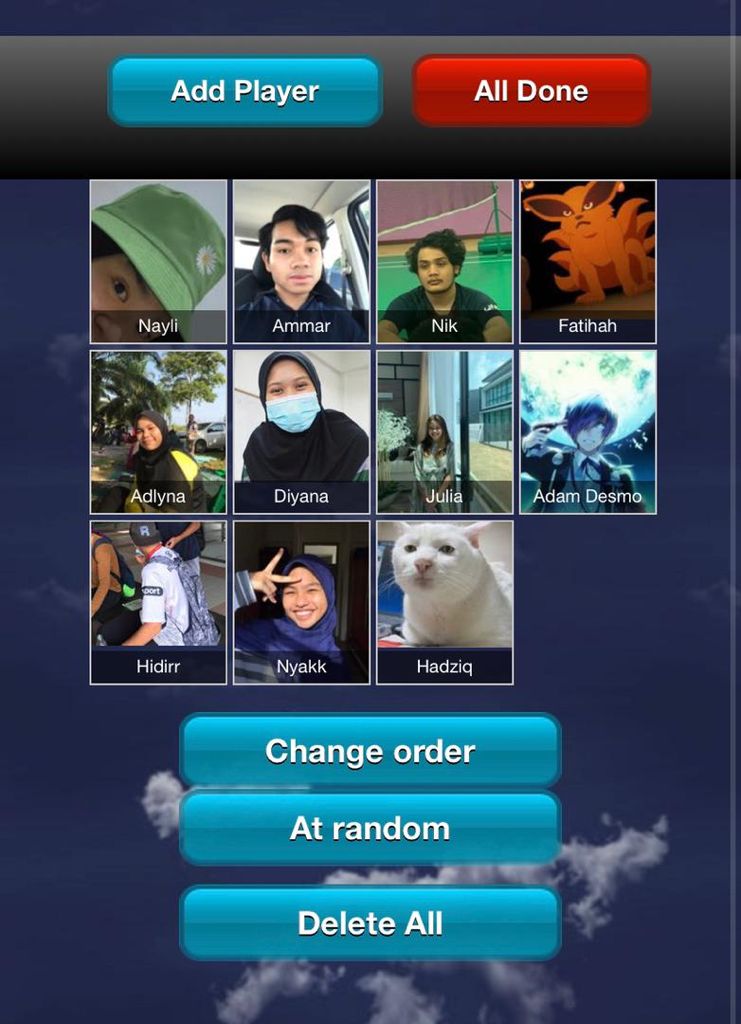 Add Player
All Done
Nayli
Ammar
Nik
Fatihah
Adlyna
Diyana
Julia
Adam Desmo
R
port
Hidirr
Nyakk
Hadziq
Change order
At random
Delete All